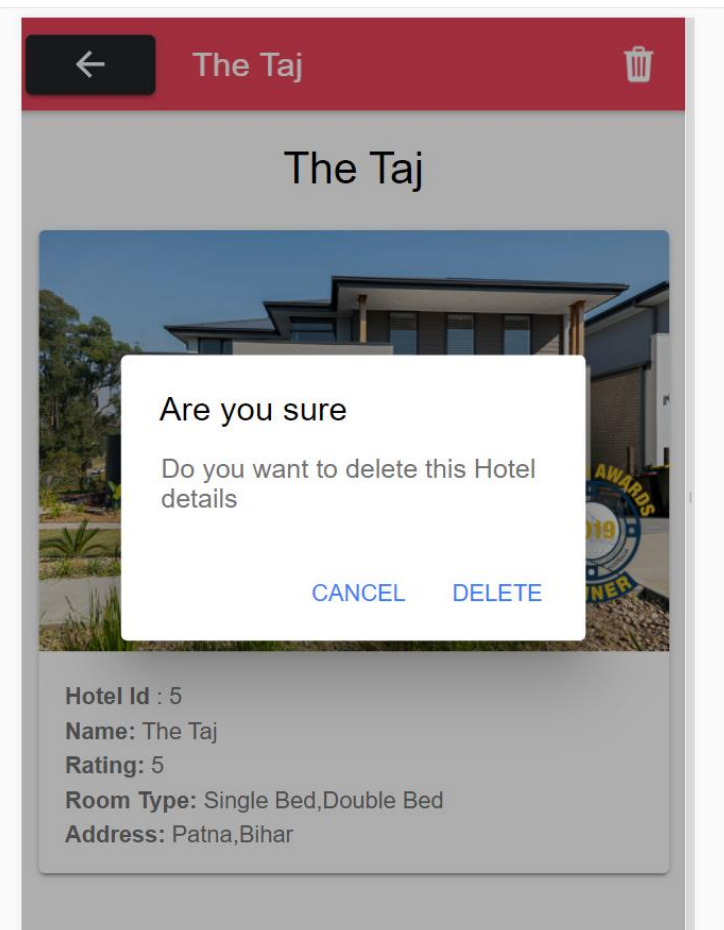 The Taj
The Taj
Are you sure
Do you want to delete this Hotel
details
AWARDS
CANCEL DELETE
Hotel Id : 5
Name: The Taj
Rating: 5
Room Type: Single Bed,Double Bed
Address: Patna,Bihar